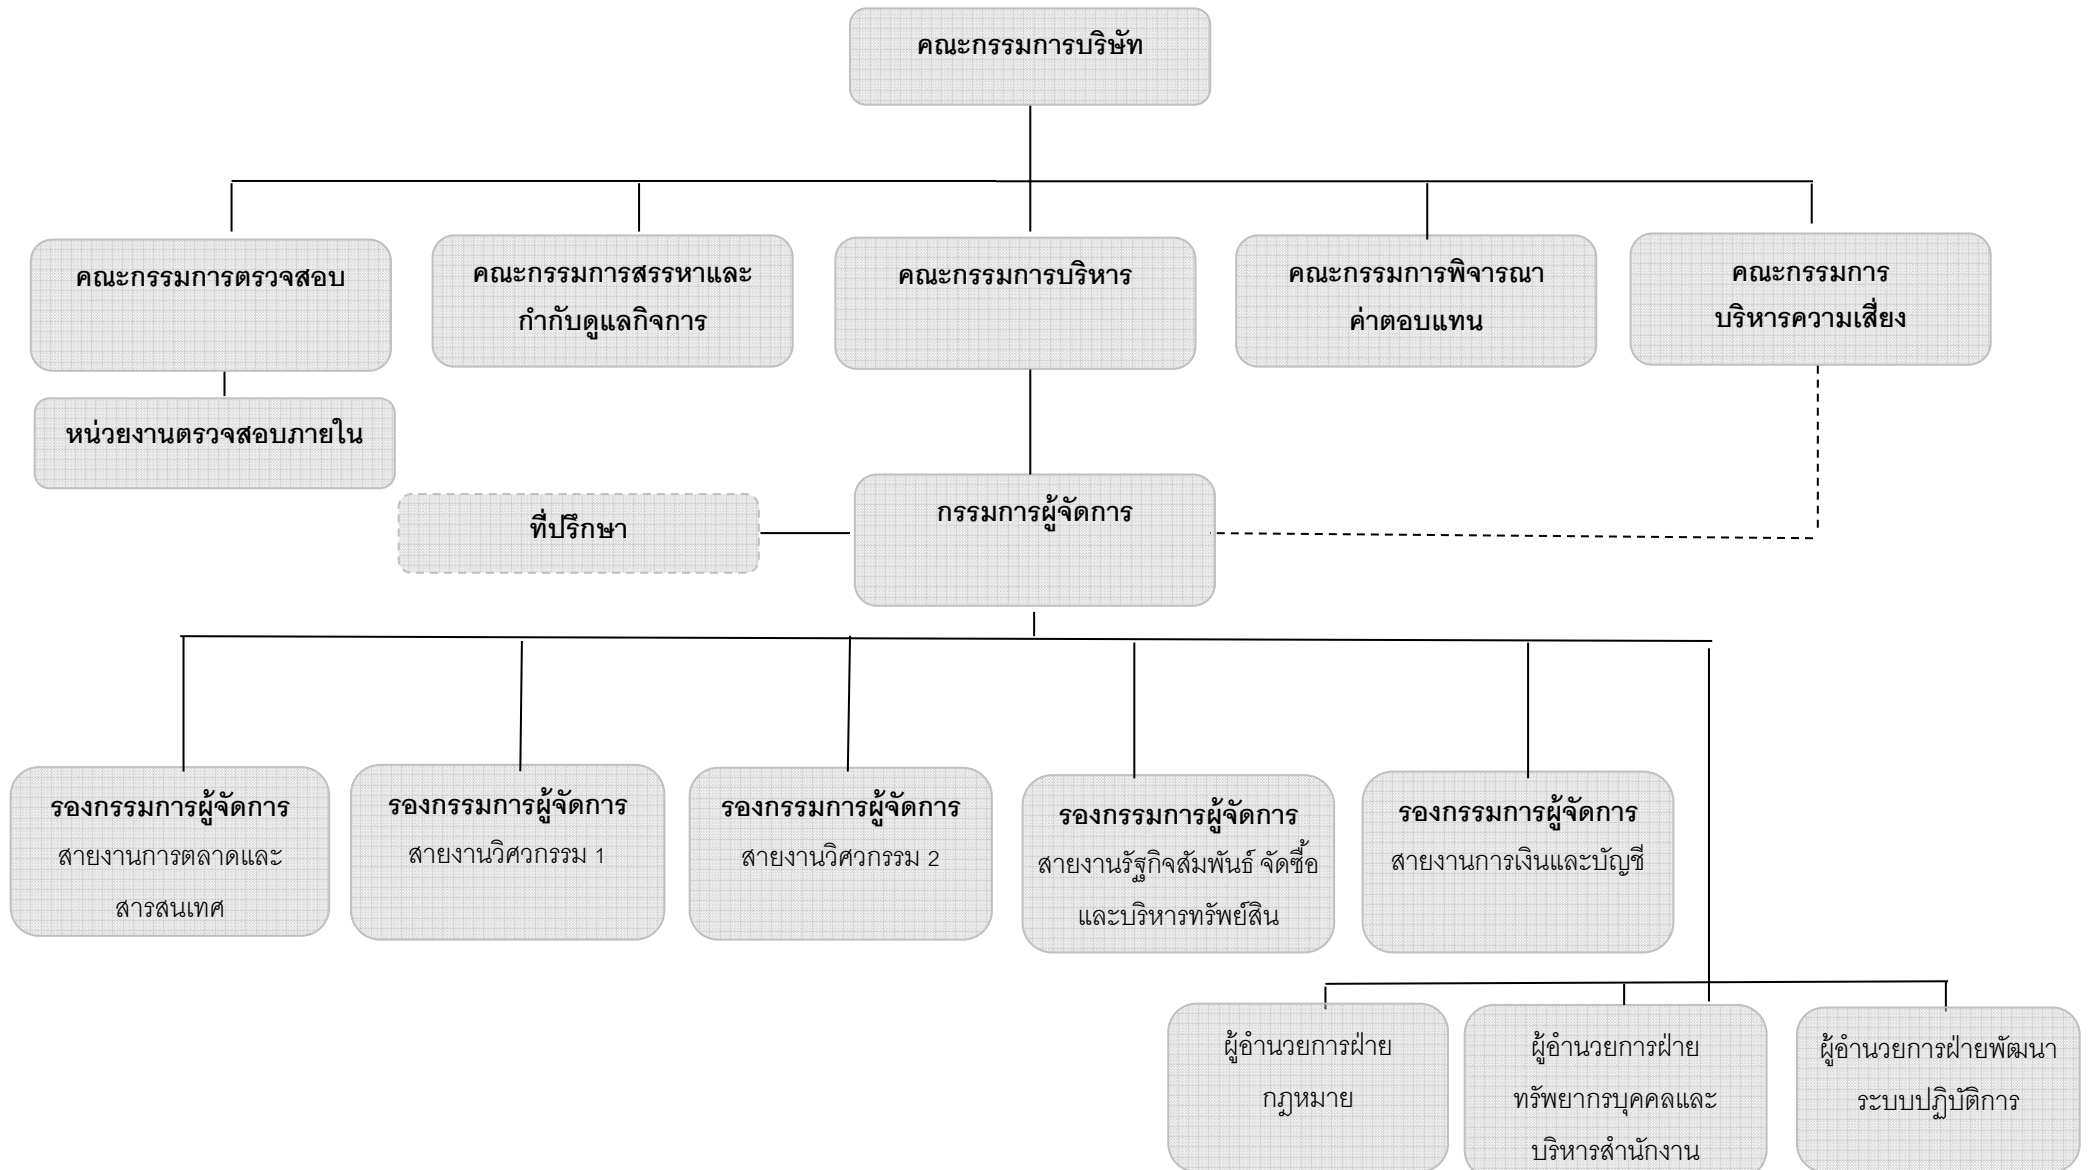 คณะกรรมการบริษัท
คณะกรรมการตรวจสอบ
คณะกรรมการสรรหาและ
กำกับดูแลกิจการ
คณะกรรมการบริหาร
คณะกรรมการพิจารณา
ค่าตอบแทน
คณะกรรมการ
บริหารความเสี่ยง
หน่วยงานตรวจสอบภายใน
ที่ปรึกษา
กรรมการผู้จัดการ
รองกรรมการผู้จัดการ
สายงานการตลาดและ
สารสนเทศ
รองกรรมการผู้จัดการ
สายงานวิศวกรรม 1
รองกรรมการผู้จัดการ
สายงานวิศวกรรม 2
รองกรรมการผู้จัดการ
สายงานรัฐกิจสัมพันธ์ จัดซื้อ
และบริหารทรัพย์สิน
รองกรรมการผู้จัดการ
สายงานการเงินและบัญชี
ผู้อำนวยการฝ่าย
กฎหมาย
ผู้อำนวยการฝ่าย
ทรัพยากรบุคคลและ
บริหารสำนักงาน
ผู้อำนวยการฝ่ายพัฒนา
ระบบปฏิบัติการ